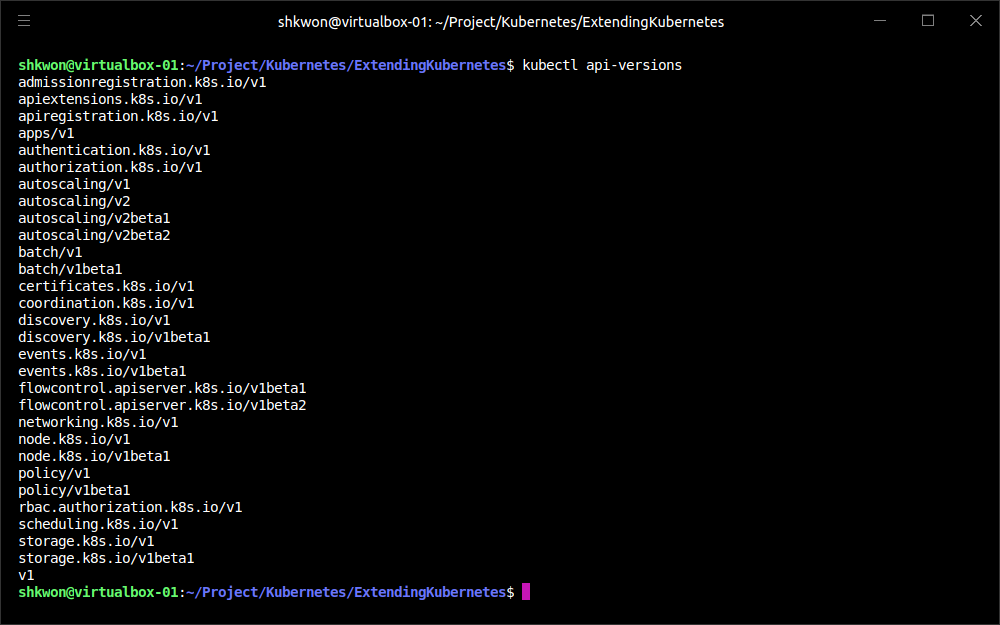 shkwon@virtualbox-01: ~/Project/Kubernetes/ExtendingKubernetes
shkwon@virtualbox-01:~/Project/Kubernetes/ExtendingKubernetes$ kubectl api-versions
admissionregistration.k8s.io/v1
apiextensions.k8s.io/v1
apiregistration.k8s.io/v1
apps/v1
authentication.k8s.io/v1
authorization.k8s.io/v1
autoscaling/v1
autoscaling/v2
autoscaling/v2beta1
autoscaling/v2beta2
batch/v1
batch/v1beta1
certificates.k8s.io/v1
coordination.k8s.io/v1
discovery.k8s.io/v1
discovery.k8s.io/v1beta1
events.k8s.io/v1
events.k8s.io/v1beta1
flowcontrol.apiserver.k8s.io/v1beta1
flowcontrol.apiserver.k8s.io/v1beta2
networking.k8s.io/v1
node.k8s.io/v1
node.k8s.io/v1beta1
policy/v1
policy/v1beta1
rbac.authorization.k8s.io/v1
scheduling.k8s.io/v1
storage.k8s.io/v1
storage.k8s.io/v1beta1
v1
shkwon@virtualbox-01:~/Project/Kubernetes/ExtendingKubernetes$